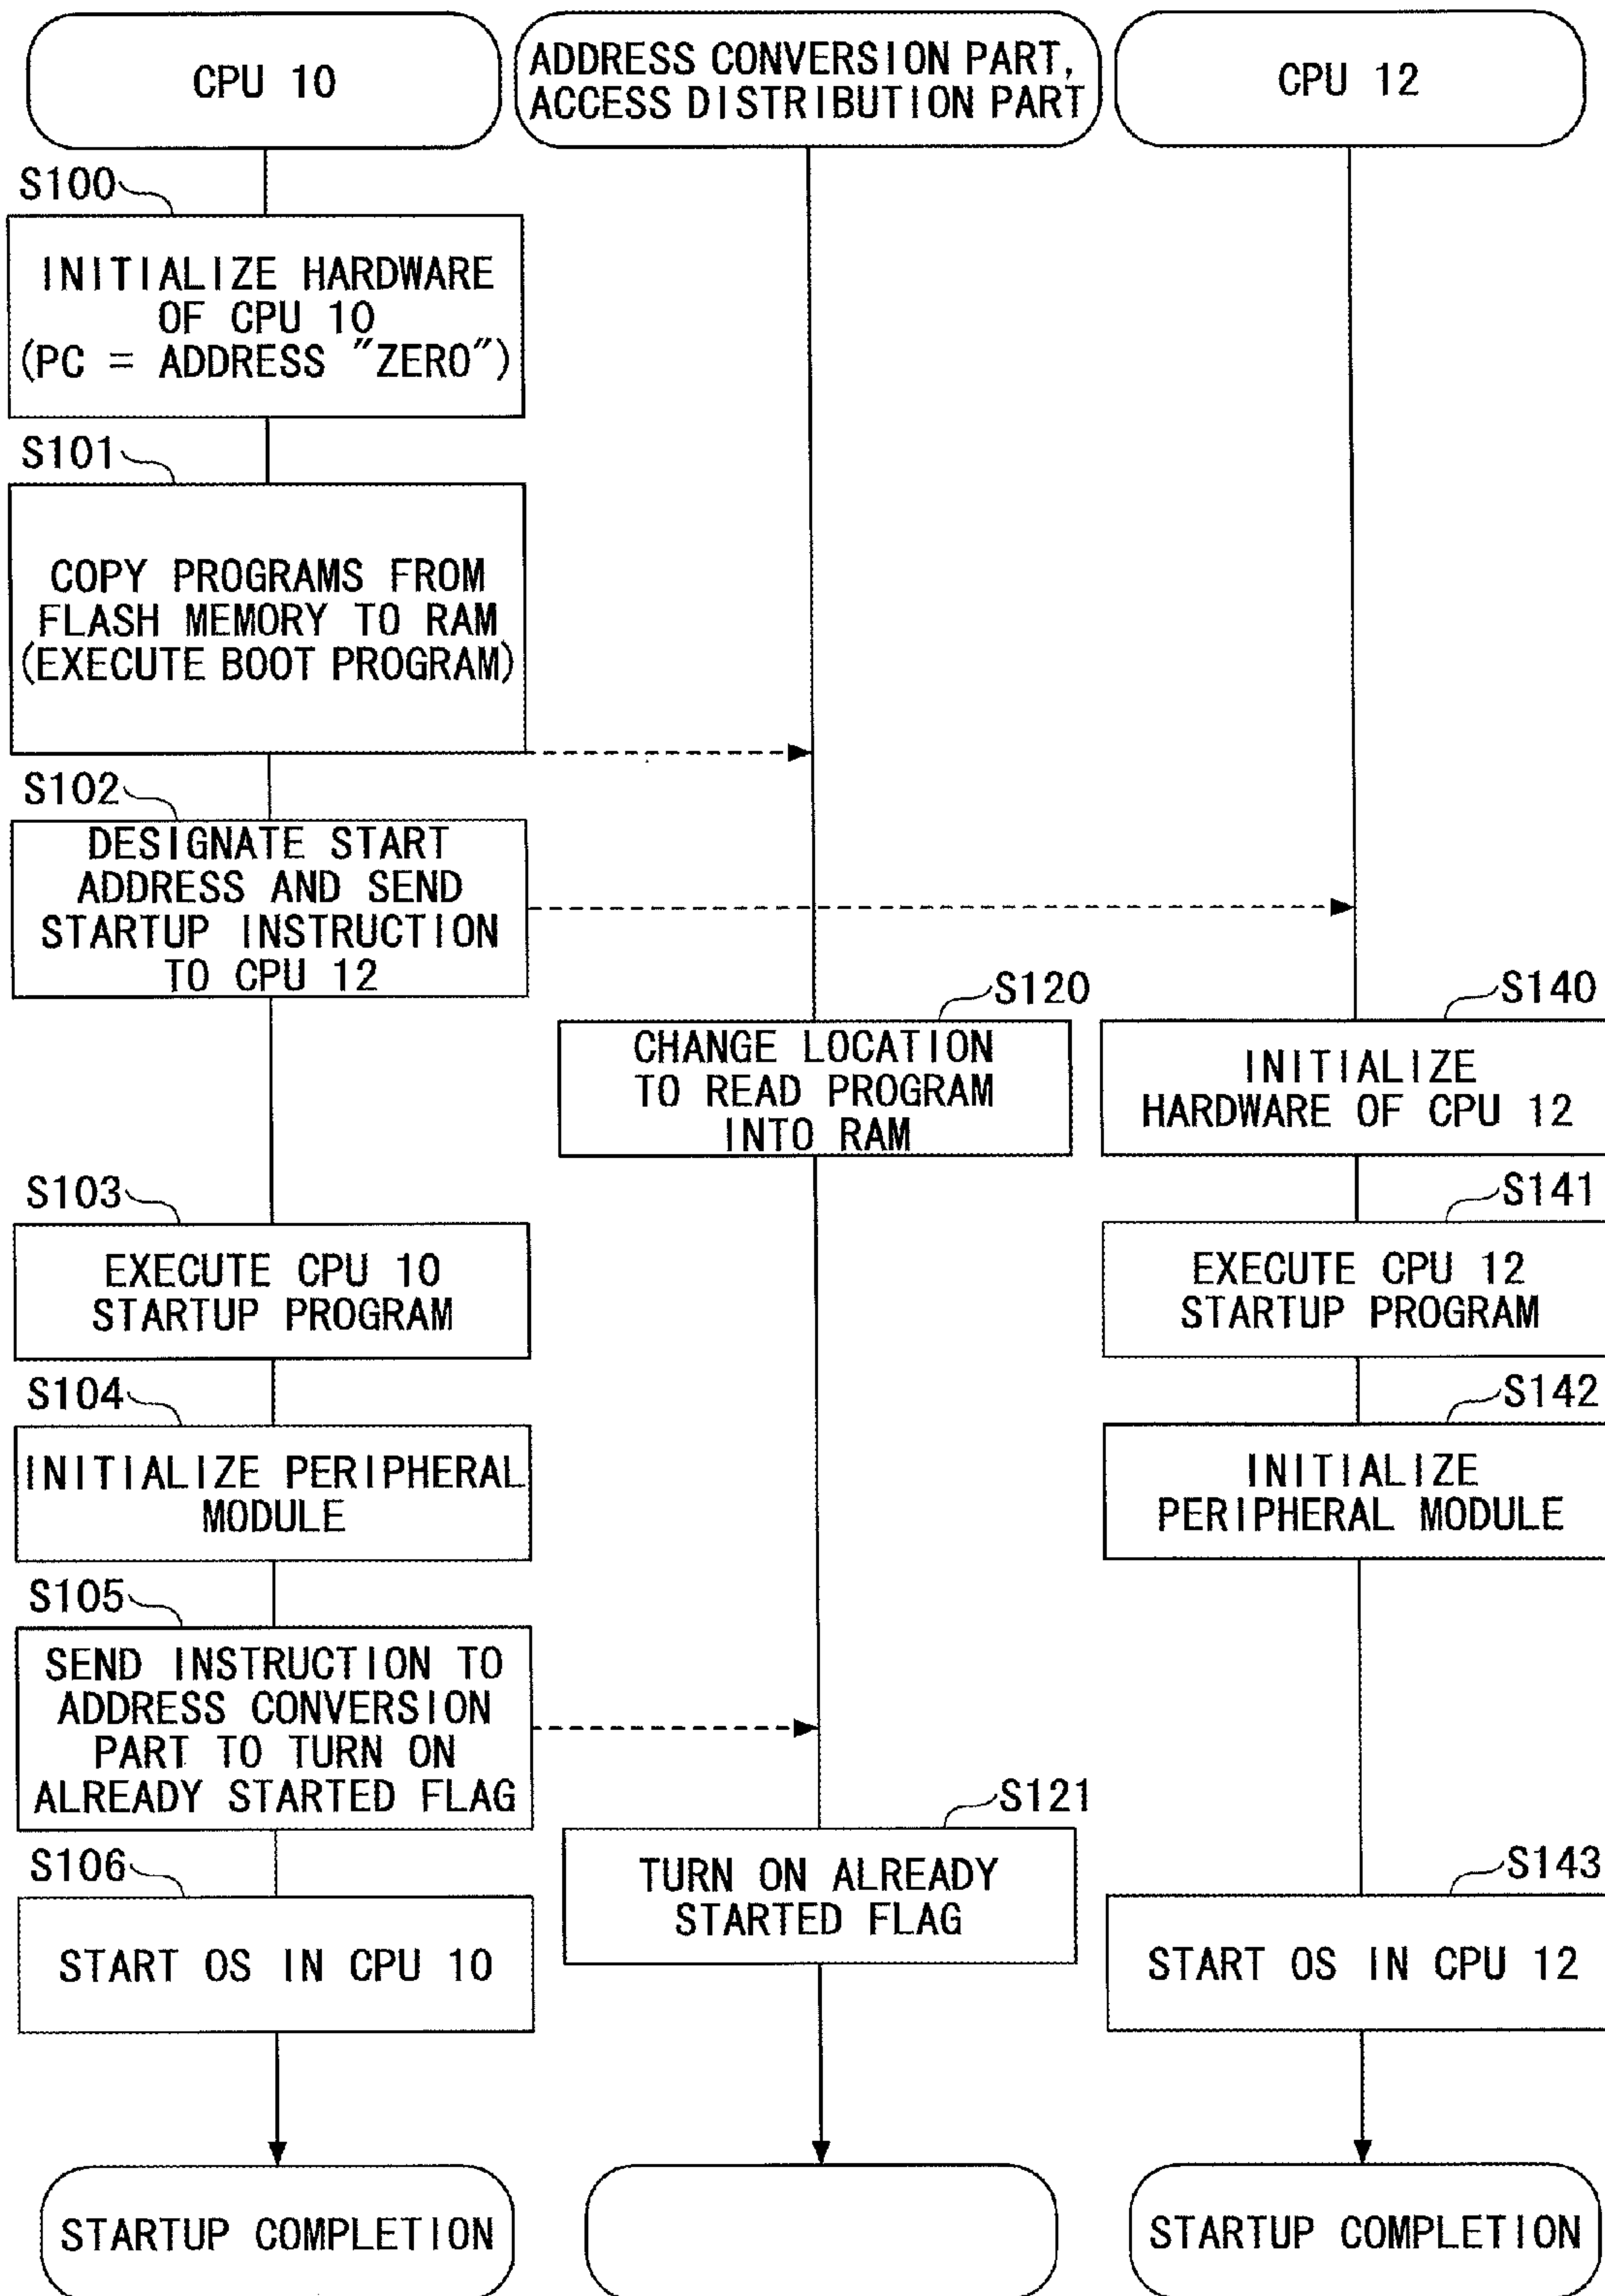 CPU 10
ADDRESS CONVERSION PART,
ACCESS DISTRIBUTION PART
CPU 12
S100
INITIALIZE HARDWARE
OF CPU 10
(PC = ADDRESS "ZERO")
S101
COPY PROGRAMS FROM
FLASH MEMORY TO RAM
(EXECUTE BOOT PROGRAM)
S102
DESIGNATE START
ADDRESS AND SEND
STARTUP INSTRUCTION
TO CPU 12
S120
CHANGE LOCATION
TO READ PROGRAM
INTO RAM
S140
INITIALIZE
HARDWARE OF CPU 12
S103
EXECUTE CPU 10
STARTUP PROGRAM
S141
EXECUTE CPU 12
STARTUP PROGRAM
S104
INITIALIZE PERIPHERAL
MODULE
S142
INITIALIZE
PERIPHERAL MODULE
S105
SEND INSTRUCTION TO
ADDRESS CONVERSION
PART TO TURN ON
ALREADY STARTED FLAG
S121
TURN ON ALREADY
STARTED FLAG
S106
START OS IN CPU 10
S143
START OS IN CPU 12
STARTUP COMPLETION
STARTUP COMPLETION